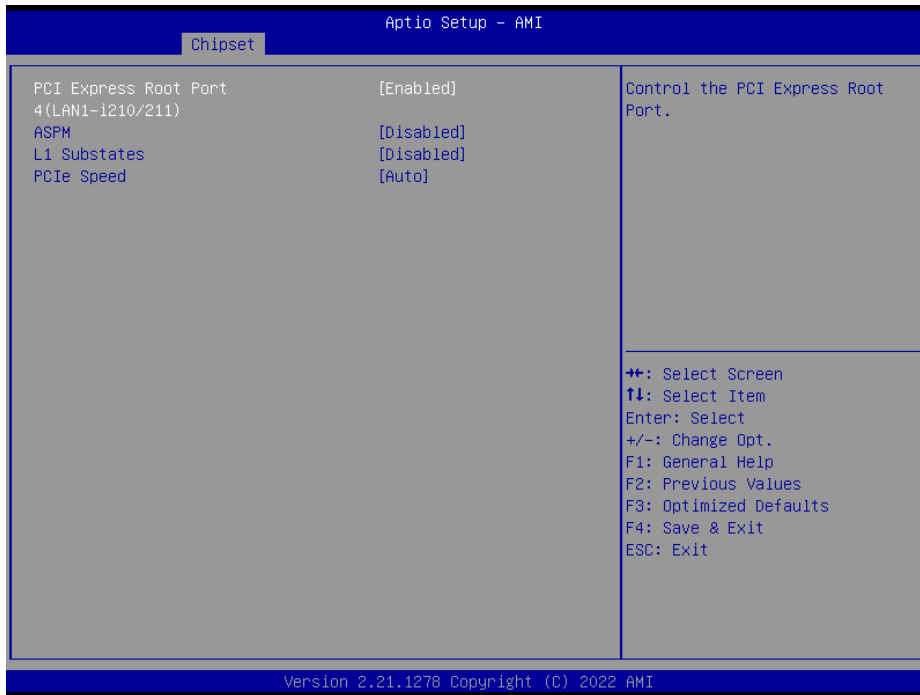 Aptio Setup – AMI
Chipset
PCI Express Root Port [Enabled]
4(LAN1-i210/211)
ASPM [Disabled]
L1 Substates [Disabled]
PCIe Speed [Auto]
Control the PCI Express Root
Port.
→←: Select Screen
↑↓: Select Item
Enter: Select
+/-: Change Opt.
F1: General Help
F2: Previous Values
F3: Optimized Defaults
F4: Save & Exit
ESC: Exit
Version 2.21.1278 Copyright (C) 2022 AMI